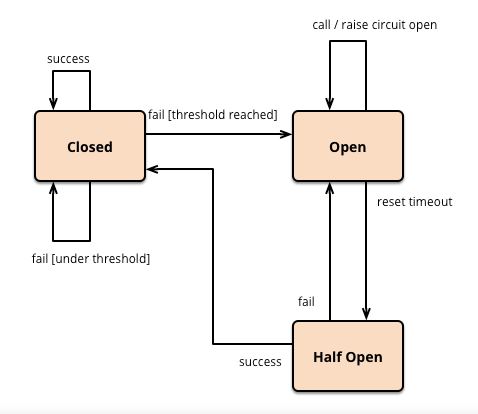 call / raise circuit open
success
fail [threshold reached]
Closed
Open
reset timeout
fail [under threshold]
fail
Half Open
success